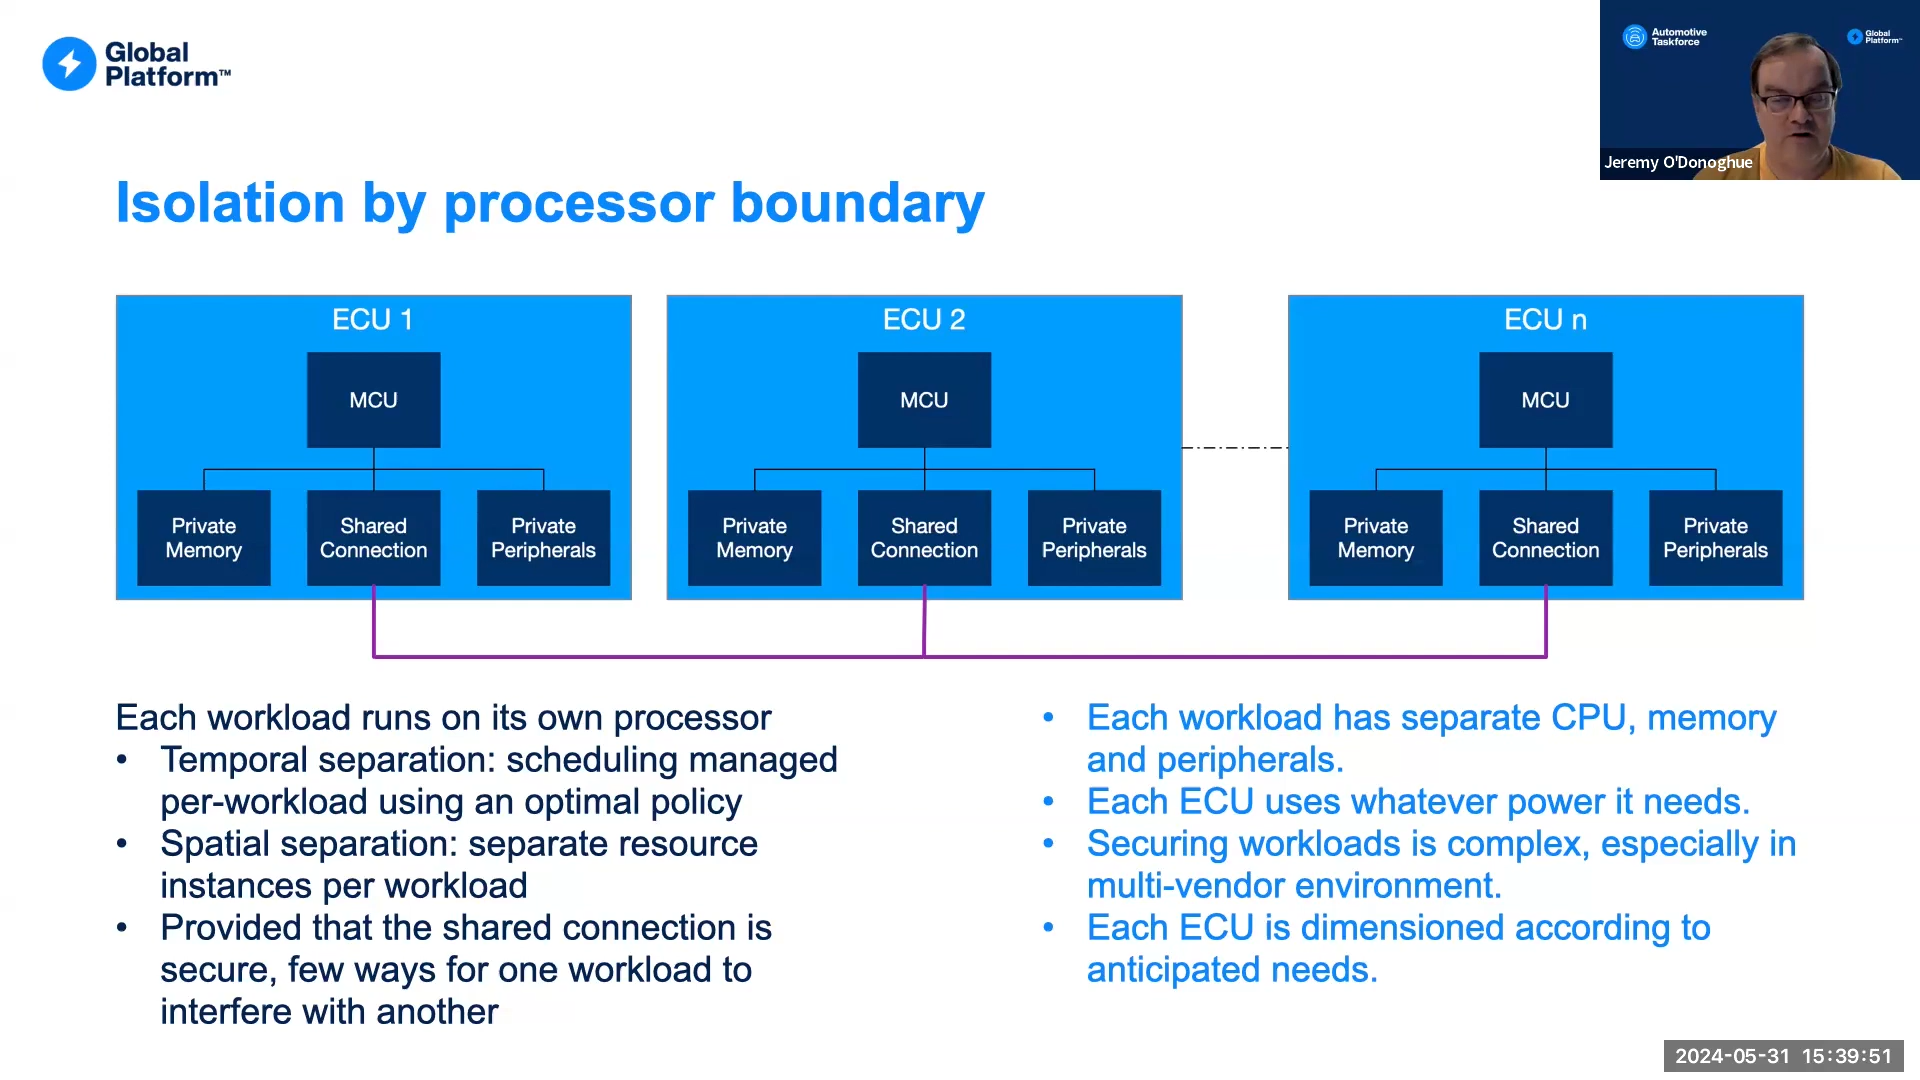 Global
Platform™
Automotive
Taskforce
Global
Platform™
Jeremy O'Donoghue
Isolation by processor boundary
ECU 1
MCU
Private
Memory
Shared
Connection
Private
Peripherals
ECU 2
MCU
Private
Memory
Shared
Connection
Private
Peripherals
ECU n
MCU
Private
Memory
Shared
Connection
Private
Peripherals
Each workload runs on its own processor
• Temporal separation: scheduling managed
per-workload using an optimal policy
• Spatial separation: separate resource
instances per workload
• Provided that the shared connection is
secure, few ways for one workload to
interfere with another
• Each workload has separate CPU, memory
and peripherals.
• Each ECU uses whatever power it needs.
• Securing workloads is complex, especially in
multi-vendor environment.
• Each ECU is dimensioned according to
anticipated needs.
2024-05-31 15:39:51